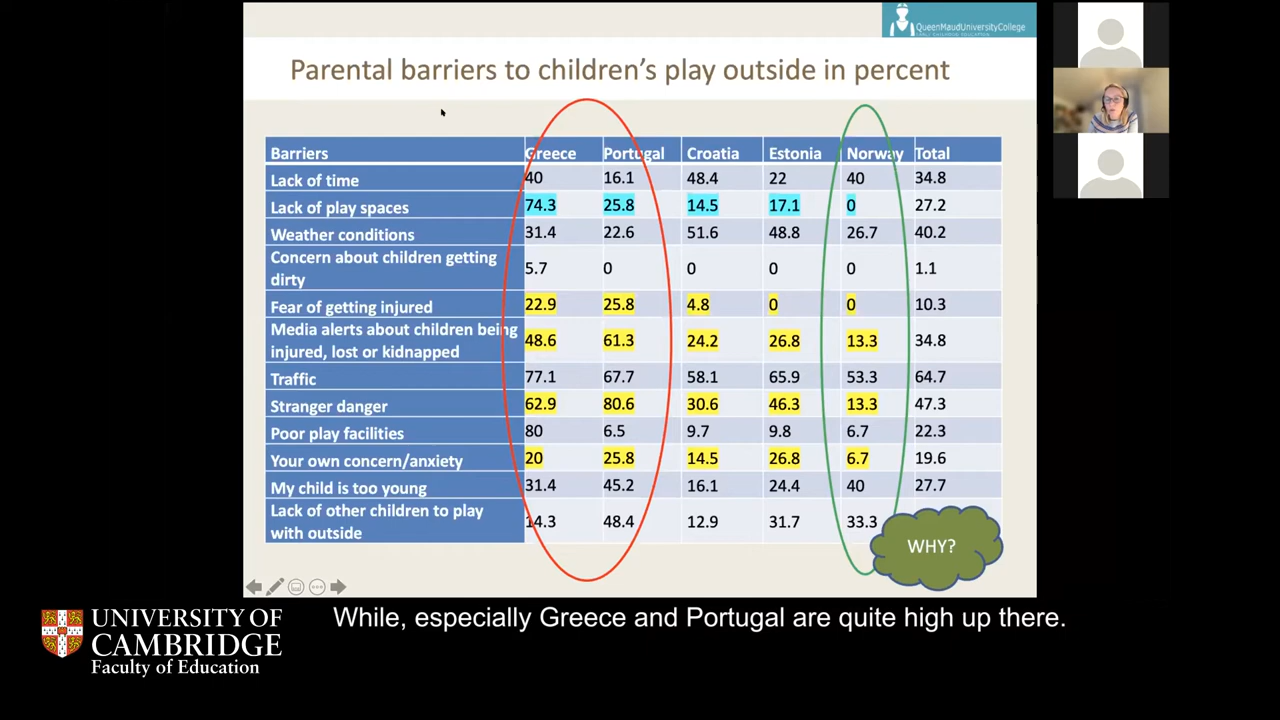 QueenMaudUniversityCollege
EARLY CHILDHOOD EDUCATION
Parental barriers to children's play outside in percent
Barriers Greece Portugal Croatia Estonia Norway Total
Lack of time 40 16.1 48.4 22 40 34.8
Lack of play spaces 74.3 25.8 14.5 17.1 0 27.2
Weather conditions 31.4 22.6 51.6 48.8 26.7 40.2
Concern about children getting
dirty 5.7 0 0 0 0 1.1
Fear of getting injured 22.9 25.8 4.8 0 0 10.3
Media alerts about children being
injured, lost or kidnapped 48.6 61.3 24.2 26.8 13.3 34.8
Traffic 77.1 67.7 58.1 65.9 53.3 64.7
Stranger danger 62.9 80.6 30.6 46.3 13.3 47.3
Poor play facilities 80 6.5 9.7 9.8 6.7 22.3
Your own concern/anxiety 20 25.8 14.5 26.8 6.7 19.6
My child is too young 31.4 45.2 16.1 24.4 40 27.7
Lack of other children to play
with outside 14.3 48.4 12.9 31.7 33.3
WHY?
While, especially Greece and Portugal are quite high up there.
UNIVERSITY OF
CAMBRIDGE
Faculty of Education